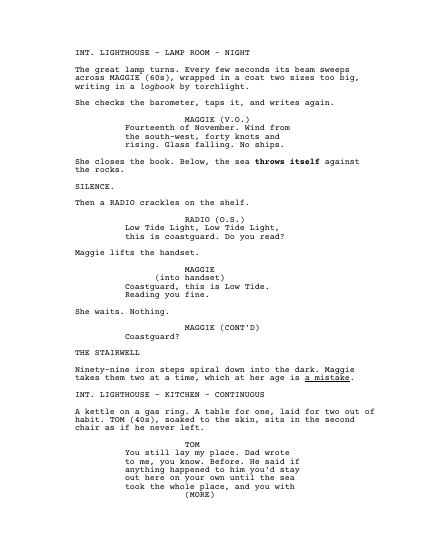 INT. LIGHTHOUSE - LAMP ROOM - NIGHT
The great lamp turns. Every few seconds its beam sweeps
across MAGGIE (60s), wrapped in a coat two sizes too big,
writing in a logbook by torchlight.
She checks the barometer, taps it, and writes again.
MAGGIE (V.O.)
Fourteenth of November. Wind from
the south-west, forty knots and
rising. Glass falling. No ships.
She closes the book. Below, the sea throws itself against
the rocks.
SILENCE.
Then a RADIO crackles on the shelf.
RADIO (O.S.)
Low Tide Light, Low Tide Light,
this is coastguard. Do you read?
Maggie lifts the handset.
MAGGIE
(into handset)
Coastguard, this is Low Tide.
Reading you fine.
She waits. Nothing.
MAGGIE (CONT'D)
Coastguard?
THE STAIRWELL
Ninety-nine iron steps spiral down into the dark. Maggie
takes them two at a time, which at her age is a mistake.
INT. LIGHTHOUSE - KITCHEN - CONTINUOUS
A kettle on a gas ring. A table for one, laid for two out of
habit. TOM (40s), soaked to the skin, sits in the second
chair as if he never left.
TOM
You still lay my place. Dad wrote
to me, you know. Before. He said if
anything happened to him you'd stay
out here on your own until the sea
took the whole place, and you with
(MORE)